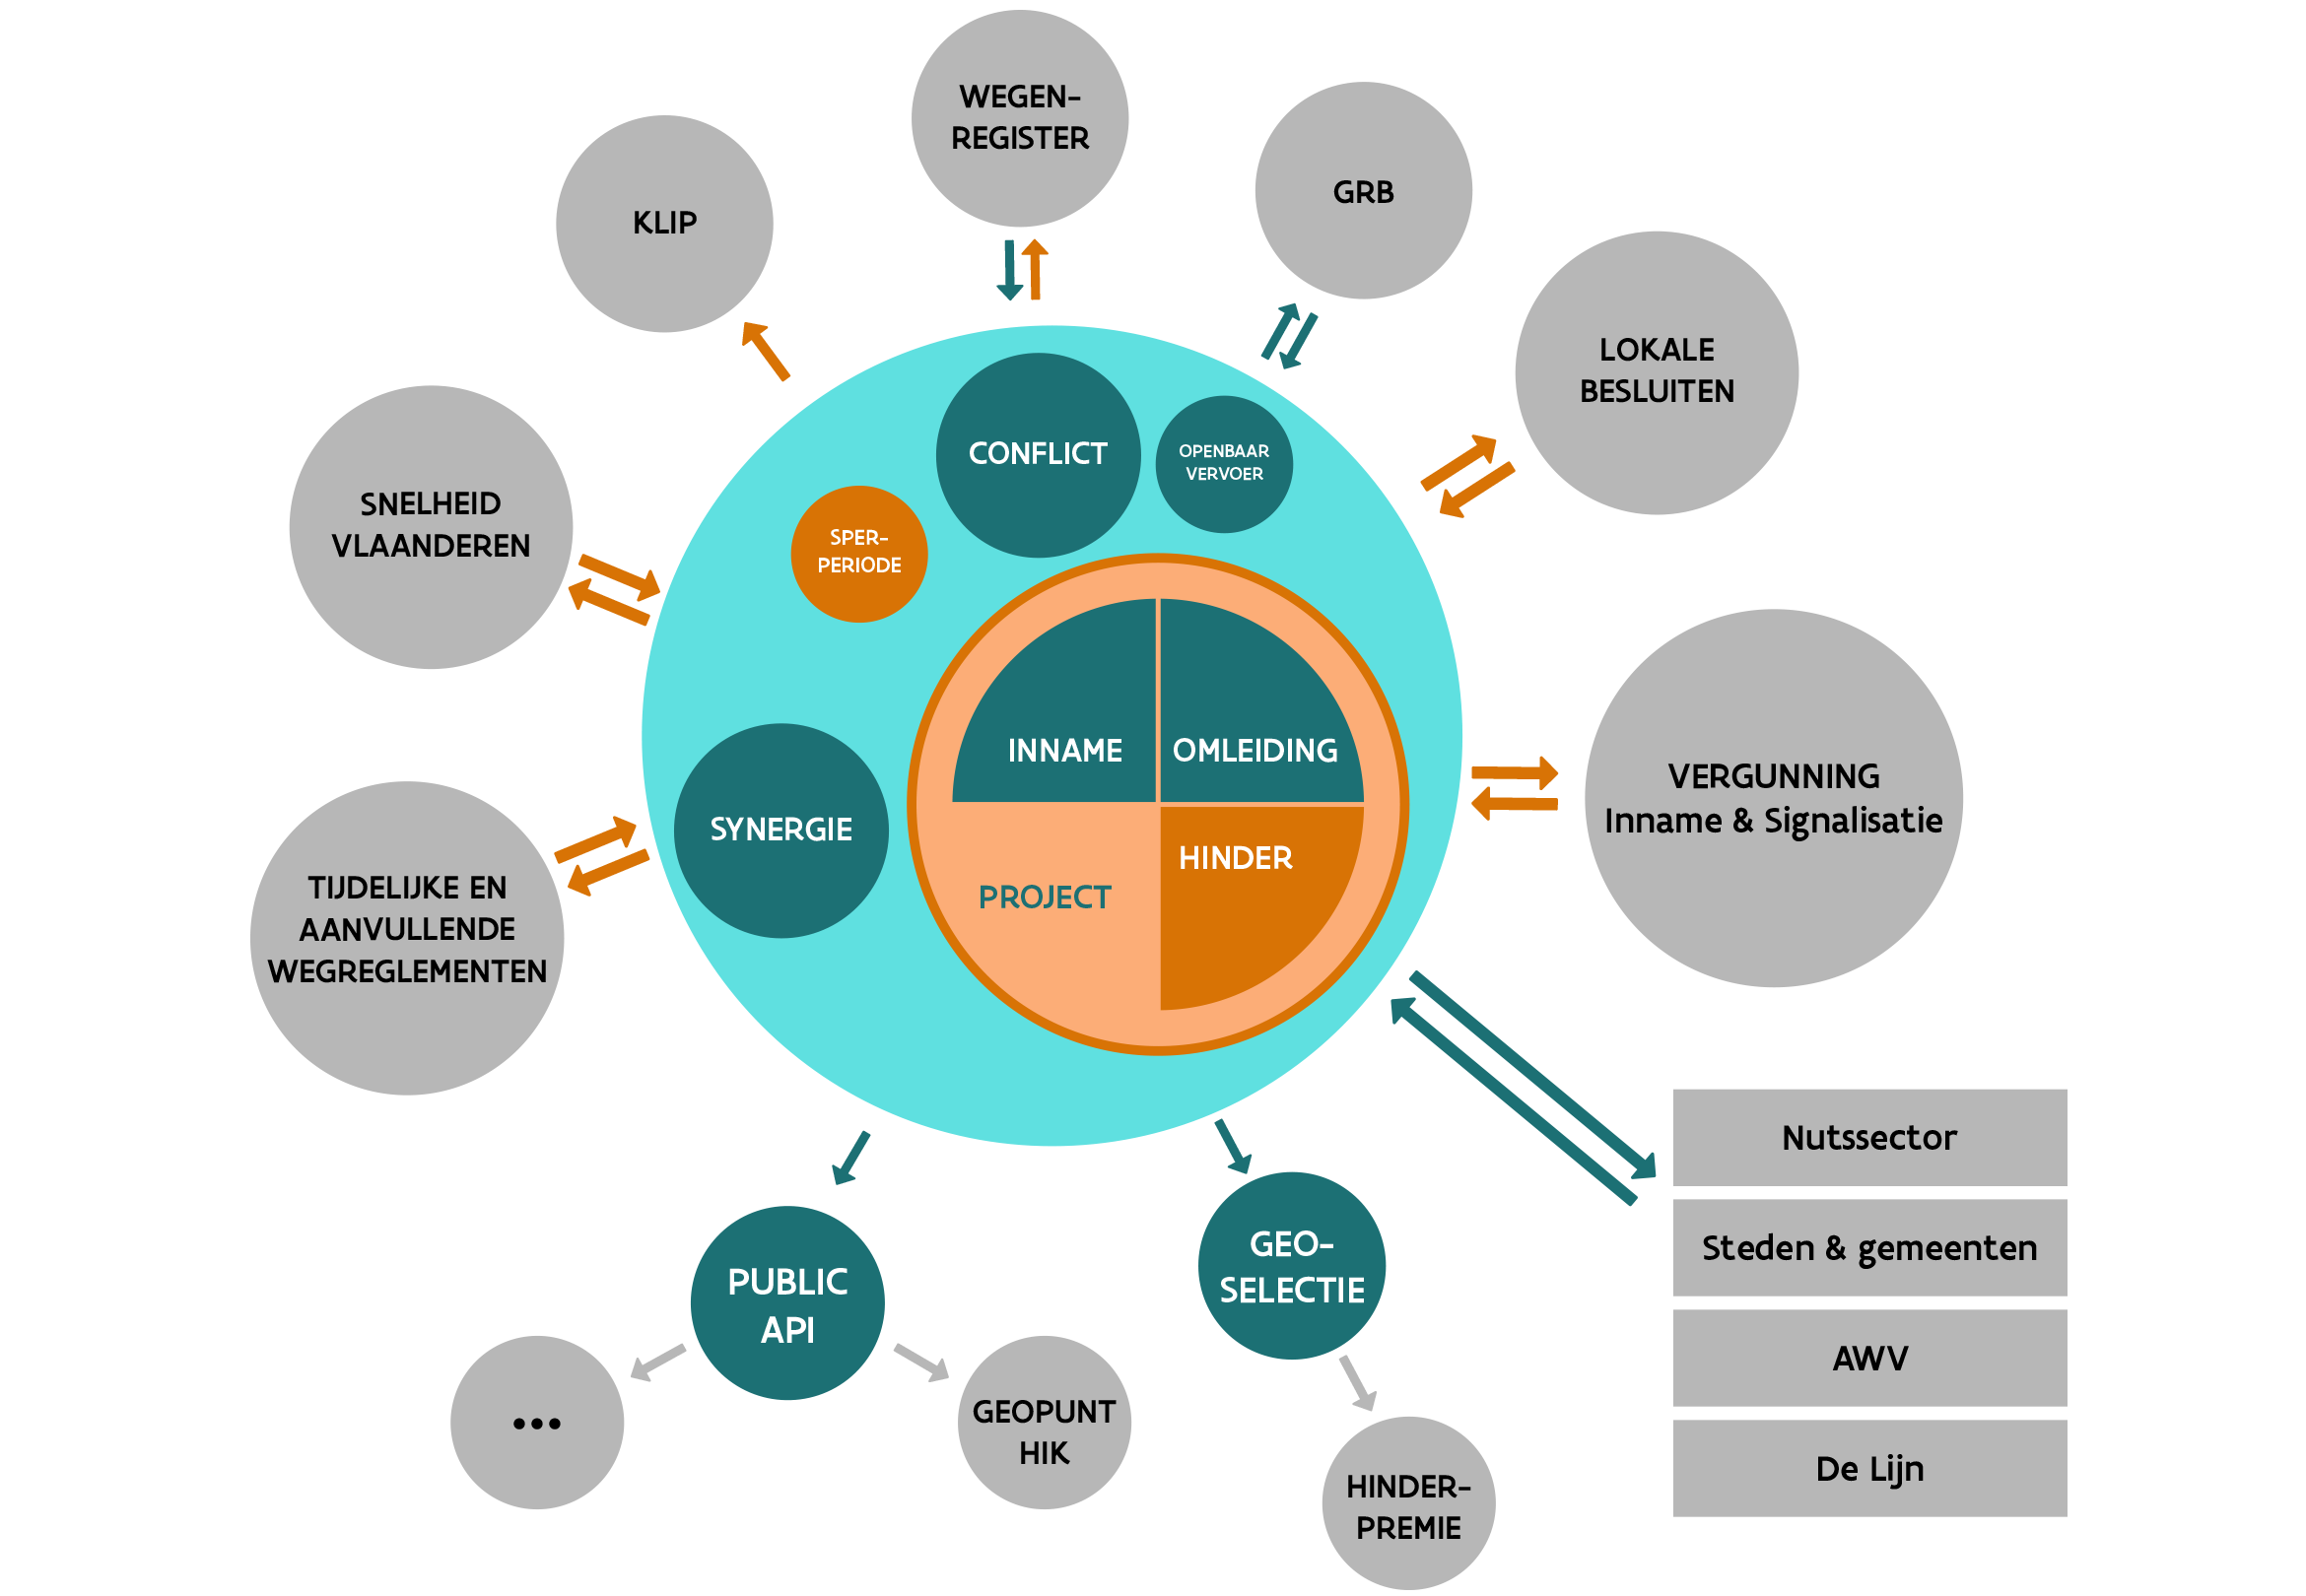 WEGEN-
REGISTER
GRB
KLIP
LOKALE
BESLUITEN
SNELHEID
VLAANDEREN
CONFLICT
OPENBAAR
VERVOER
SPER-
PERIODE
INNAME
OMLEIDING
HINDER
PROJECT
SYNERGIE
VERGUNNING
Inname & Signalisatie
TIJDELIJKE EN
AANVULLENDE
WEGREGLEMENTEN
Nutssector
Steden & gemeenten
AWV
De Lijn
GEO-
SELECTIE
PUBLIC
API
...
GEOPUNT
HIK
HINDER-
PREMIE